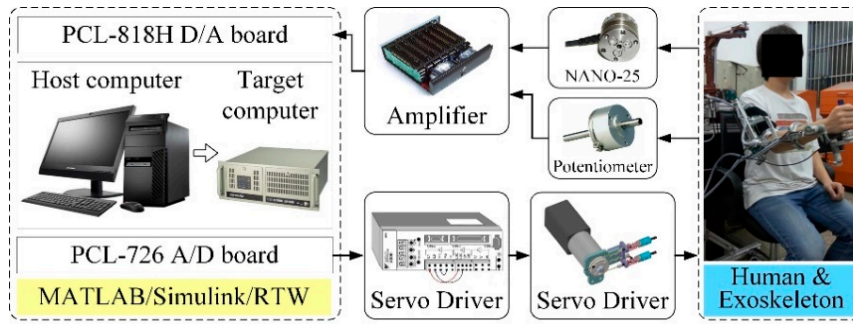 PCL-818H D/A board
Host computer
Target
computer
PCL-726 A/D board
MATLAB/Simulink/RTW
Amplifier
NANO-25
Potentiometer
Servo Driver
Servo Driver
Human &
Exoskeleton